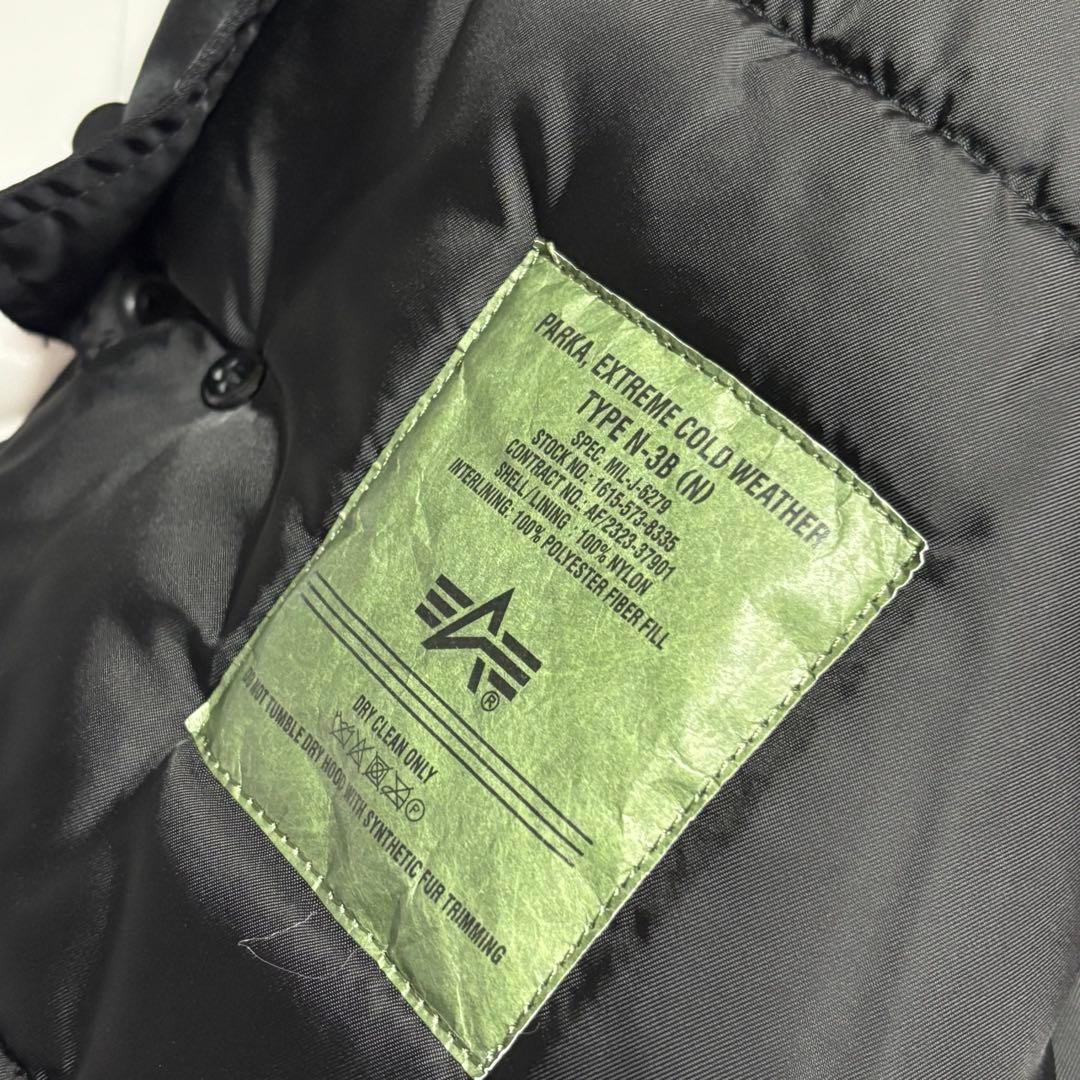 PARKA, EXTREME COLD WEATHER
TYPE N-3B (N)
SPEC. MIL-J-6279
STOCK NO.: 1615-573-8335
CONTRACT NO.: AF/2323-37901
SHELL/LINING : 100% NYLON
INTERLINING: 100% POLYESTER FIBER FILL
®
DRY CLEAN ONLY
P
DO NOT TUMBLE DRY HOOD WITH SYNTHETIC FUR TRIMMING